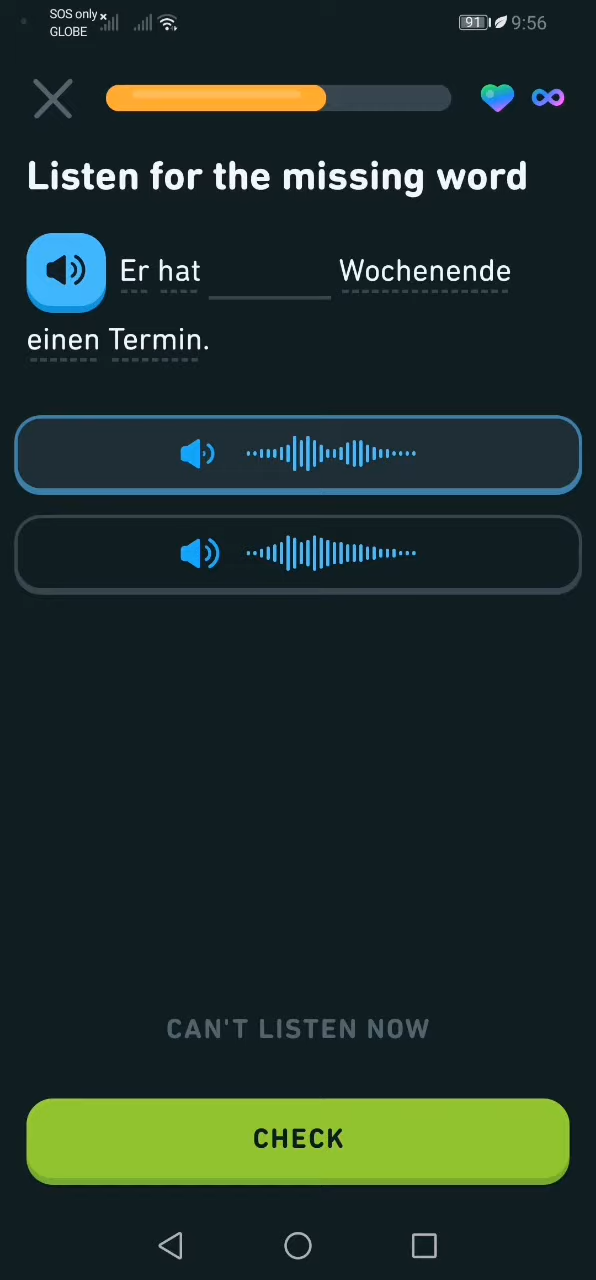 SOS only
GLOBE
91
9:56
Listen for the missing word
Er hat ________ Wochenende
einen Termin.
CAN'T LISTEN NOW
CHECK